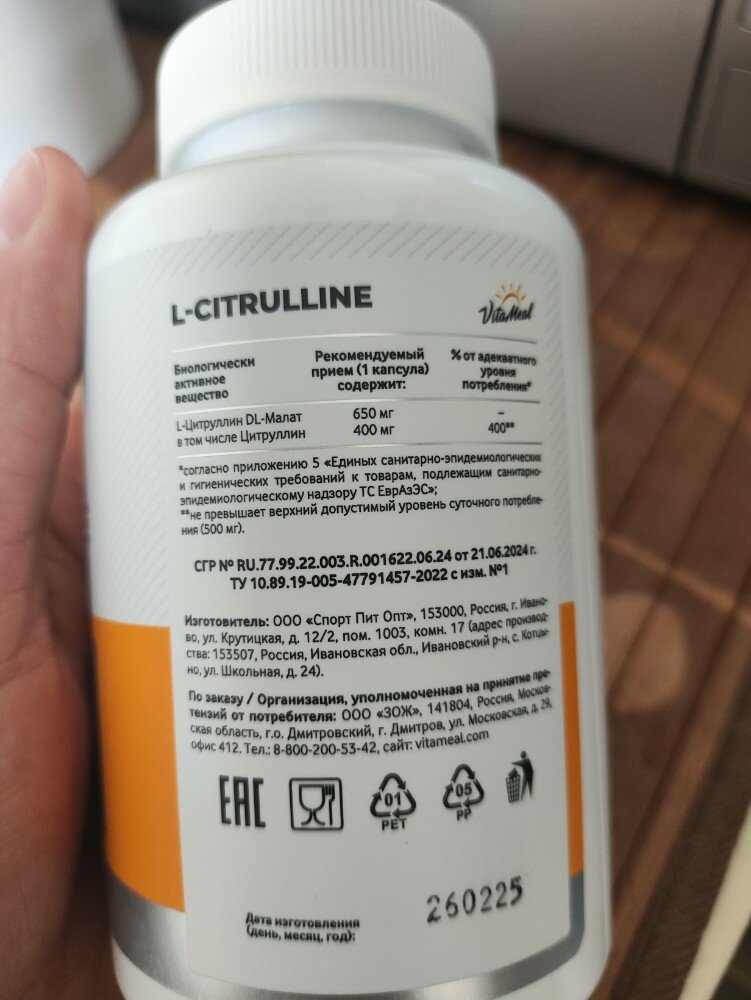 L-CITRULLINE
VitaMeal
Биологически
активное
вещество
Рекомендуемый
прием (1 капсула)
содержит:
% от адекватного
уровня
потребления*
L-Цитруллин DL-Малат 650 мг –
в том числе Цитруллин 400 мг 400**
*согласно приложению 5 «Единых санитарно-эпидемиологических
и гигиенических требований к товарам, подлежащим санитарно-
эпидемиологическому надзору ТС ЕврАзЭС»;
**не превышает верхний допустимый уровень суточного потребле-
ния (500 мг).
СГР № RU.77.99.22.003.R.001622.06.24 от 21.06.2024 г.
ТУ 10.89.19-005-47791457-2022 с изм. №1
Изготовитель: ООО «Спорт Пит Опт», 153000, Россия, г. Ивано-
во, ул. Крутицкая, д. 12/2, пом. 1003, комн. 17 (адрес производ-
ства: 153507, Россия, Ивановская обл., Ивановский р-н, с. Котцы-
но, ул. Школьная, д. 24).
По заказу / Организация, уполномоченная на принятие пре-
тензий от потребителя: ООО «ЗОЖ», 141804, Россия, Москов-
ская область, г.о. Дмитровский, г. Дмитров, ул. Московская, д. 29,
офис 412. Тел.: 8-800-200-53-42, сайт: vitameal.com
EAC
01
PET
05
PP
260225
Дата изготовления
(день, месяц, год):